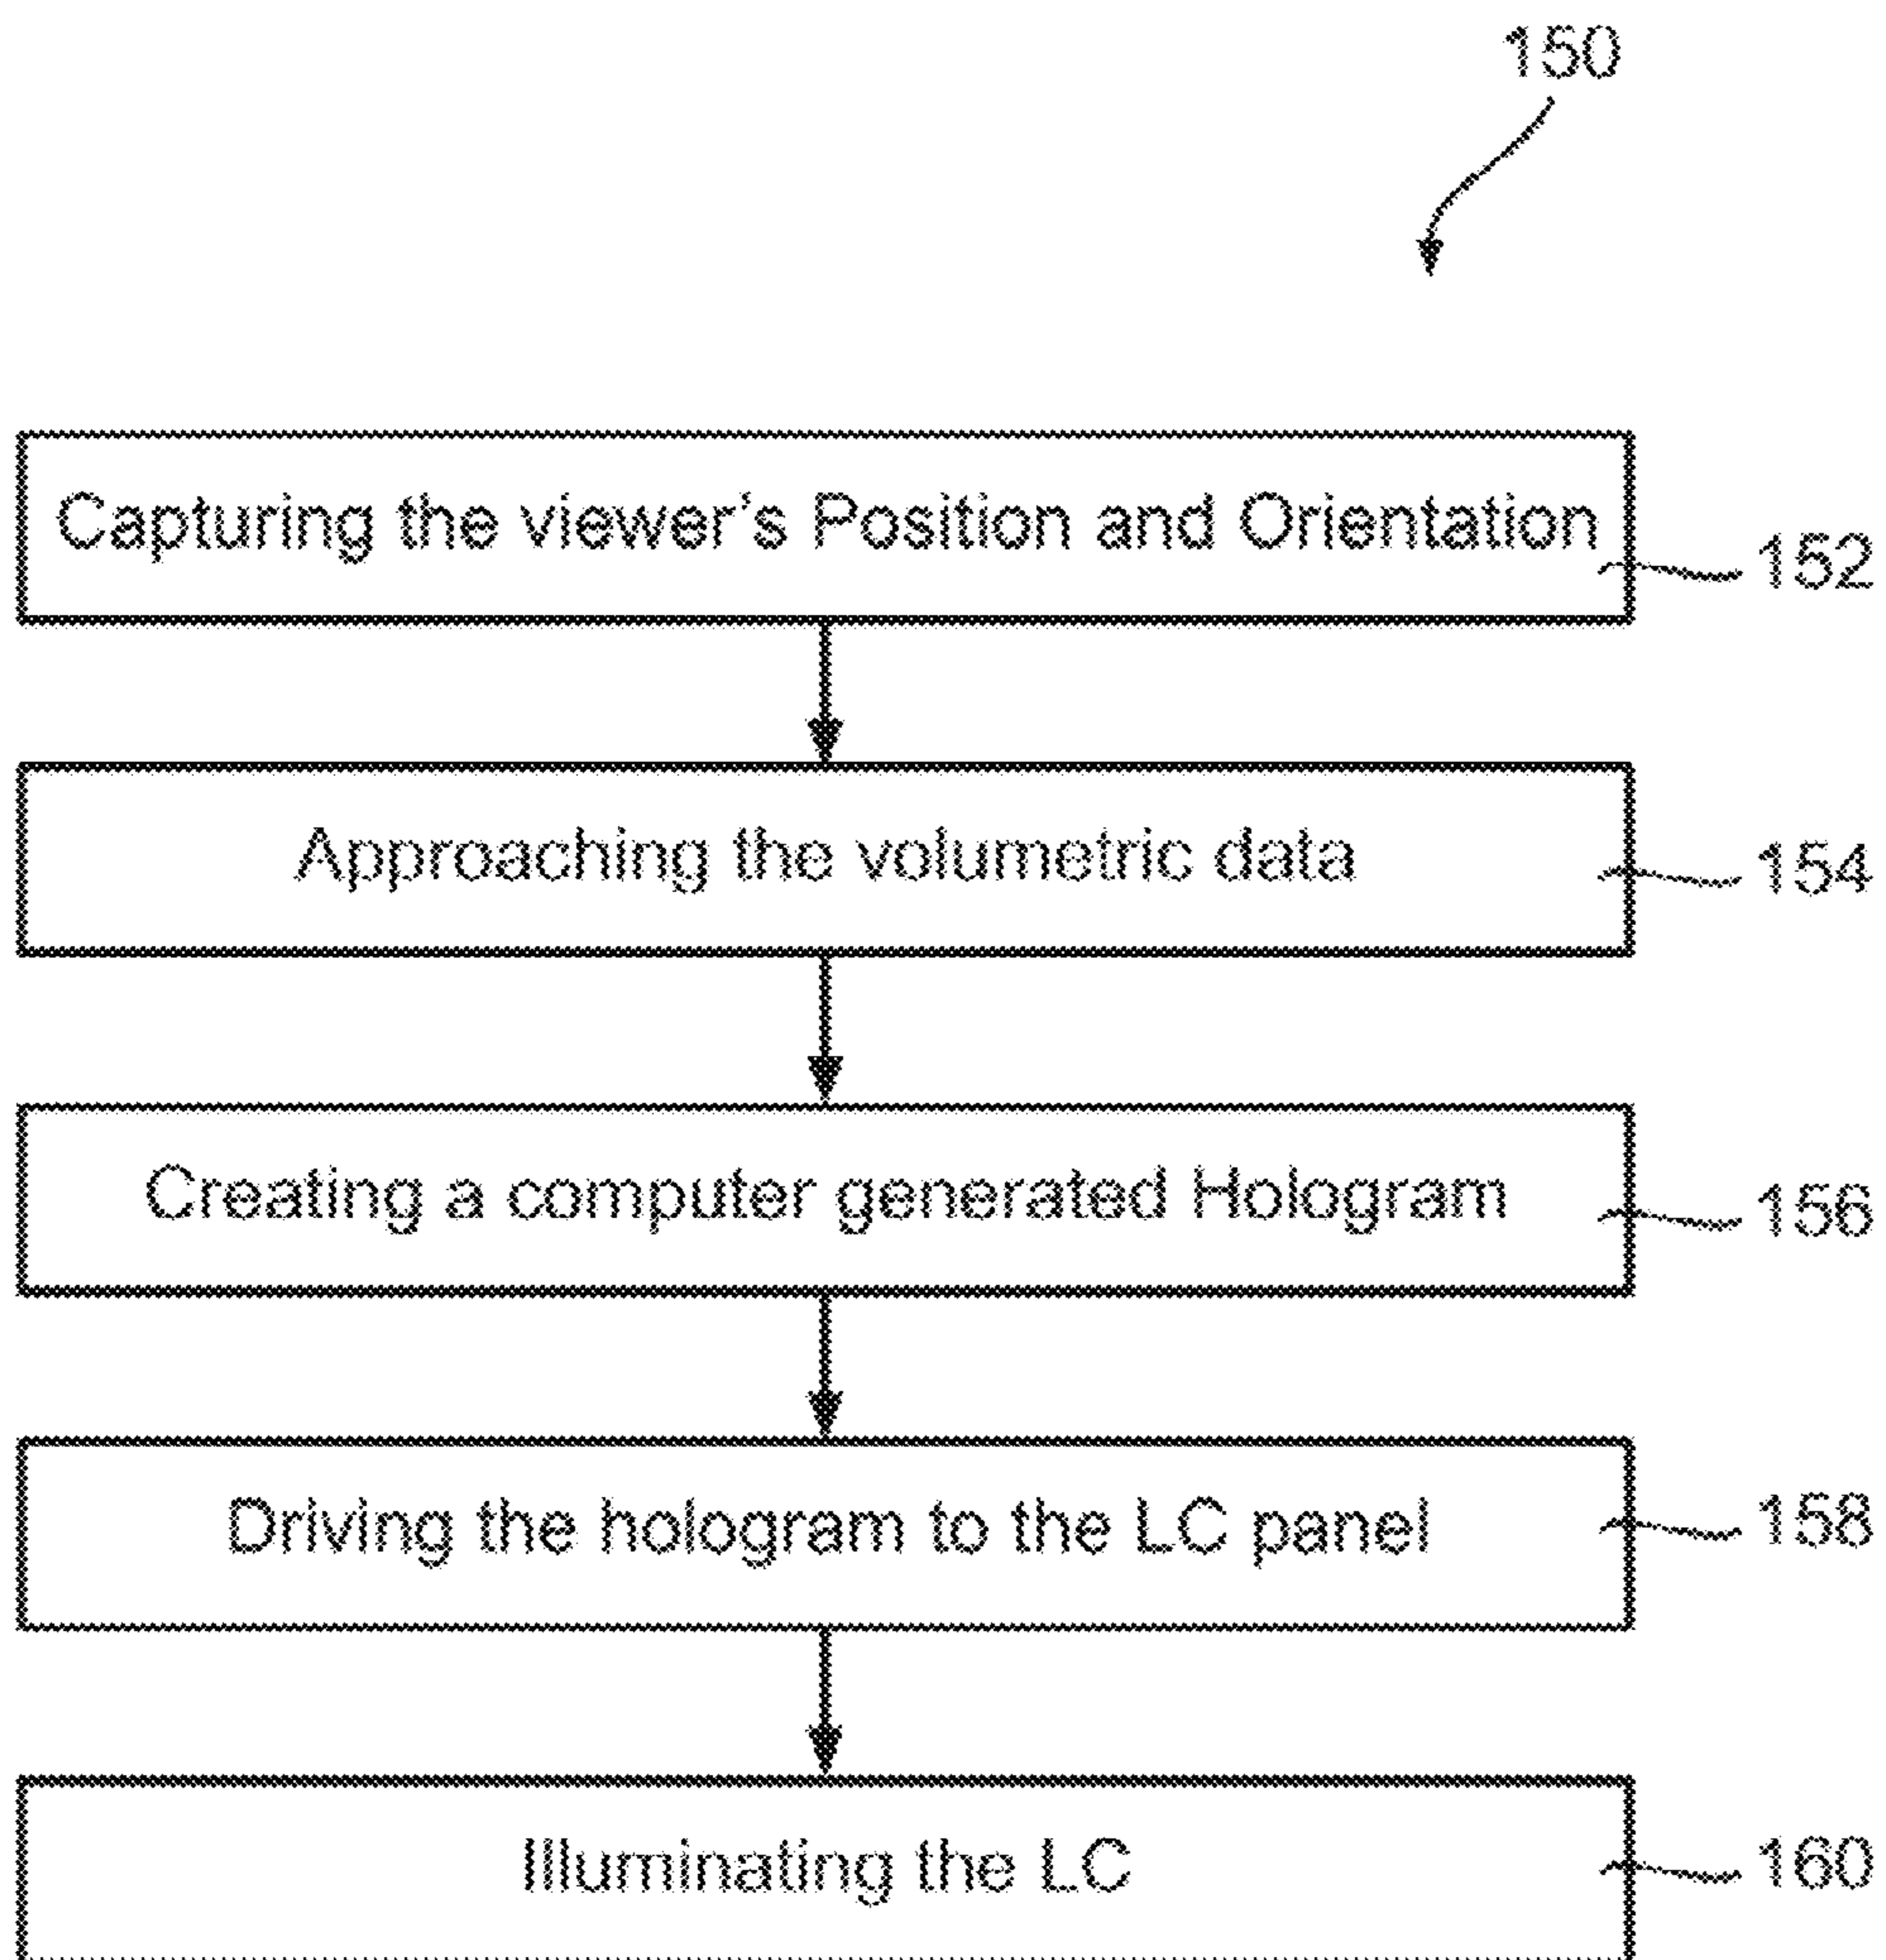 150
Capturing the viewer's Position and Orientation
152
Approaching the volumetric data
154
Creating a computer generated Hologram
156
Driving the hologram to the LC panel
158
Illuminating the LC
160